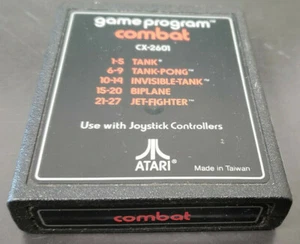 game program™
combat
CX-2601
1-5 TANK™
6-9 TANK-PONG™
10-14 INVISIBLE-TANK™
15-20 BIPLANE
21-27 JET-FIGHTER™
Use with Joystick Controllers
ATARI®
Made in Taiwan
combat